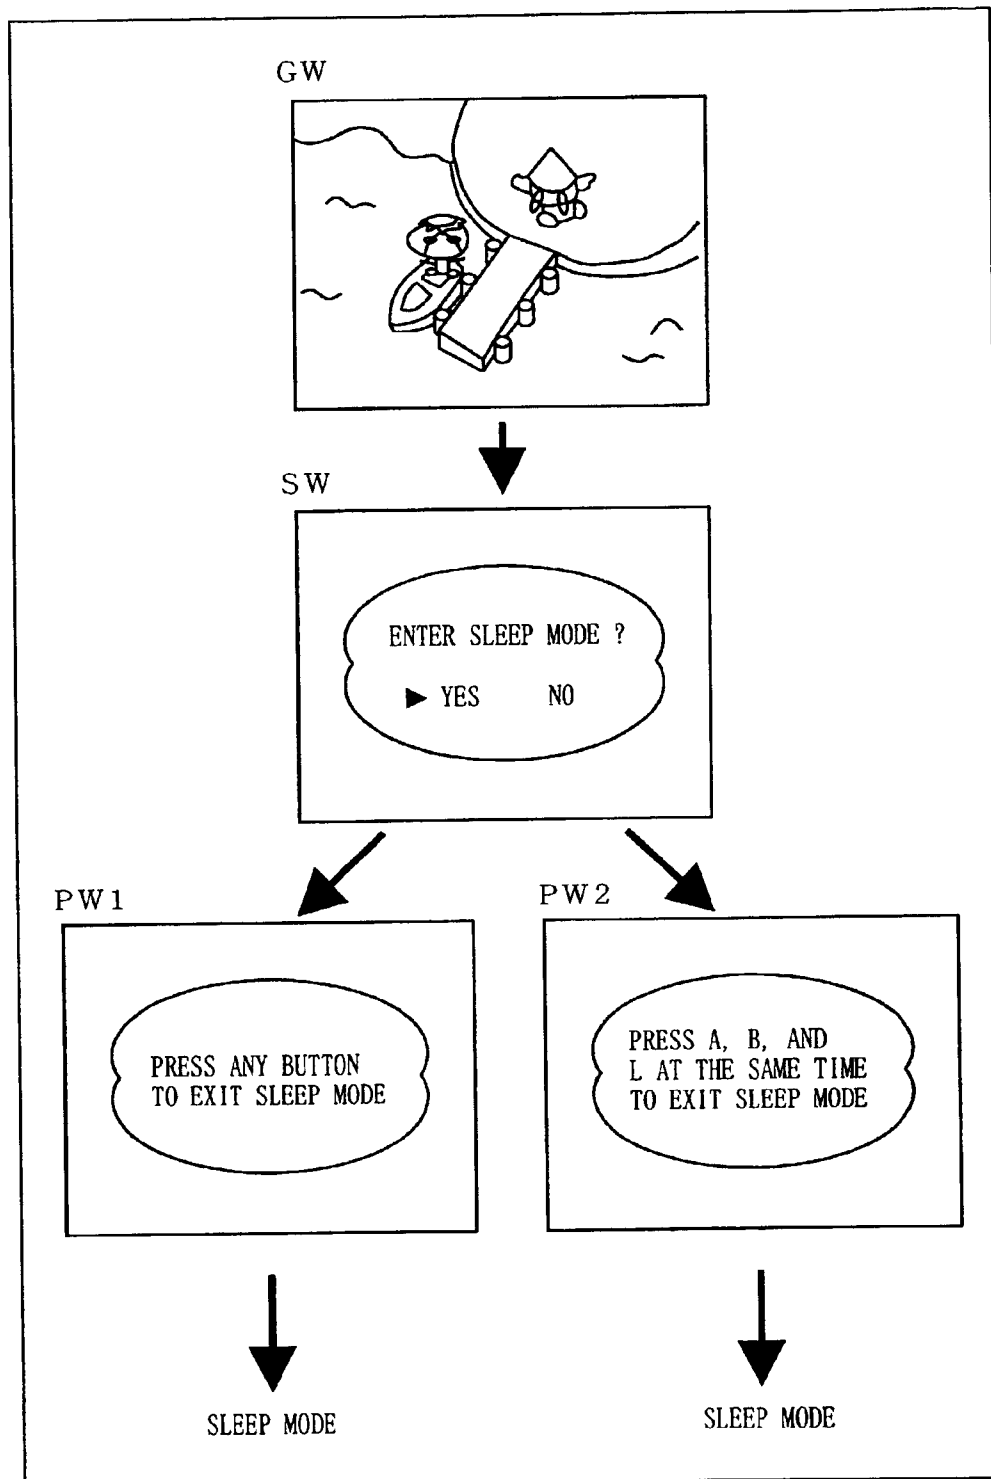 GW
SW
ENTER SLEEP MODE ?
▶ YES NO
PW1
PW2
PRESS ANY BUTTON
TO EXIT SLEEP MODE
PRESS A, B, AND
L AT THE SAME TIME
TO EXIT SLEEP MODE
SLEEP MODE
SLEEP MODE